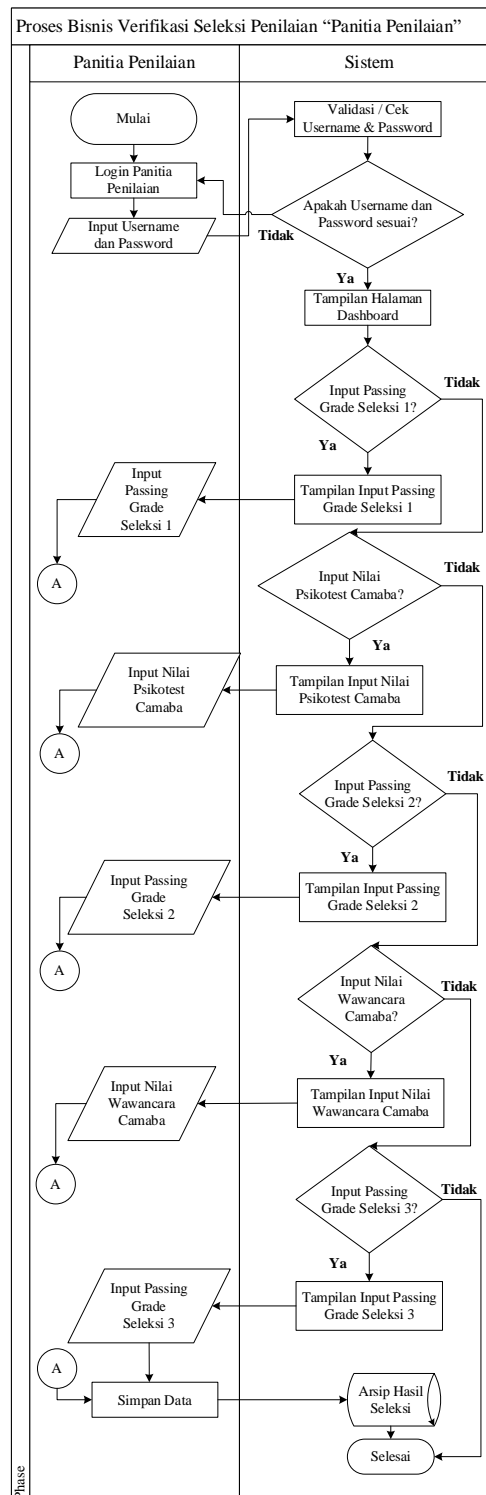 Proses Bisnis Verifikasi Seleksi Penilaian “Panitia Penilaian”
Panitia Penilaian
Sistem
Mulai
Validasi / Cek
Username & Password
Login Panitia
Penilaian
Apakah Username dan
Password sesuai?
Input Username
dan Password
Tidak
Ya
Tampilan Halaman
Dashboard
Input Passing
Grade Seleksi 1?
Tidak
Ya
Input
Passing
Grade
Seleksi 1
Tampilan Input Passing
Grade Seleksi 1
A
Input Nilai
Psikotest Camaba?
Tidak
Ya
Input Nilai
Psikotest
Camaba
Tampilan Input Nilai
Psikotest Camaba
A
Input Passing
Grade Seleksi 2?
Tidak
Ya
Input Passing
Grade
Seleksi 2
Tampilan Input Passing
Grade Seleksi 2
A
Input Nilai
Wawancara
Camaba?
Tidak
Ya
Input Nilai
Wawancara
Camaba
Tampilan Input Nilai
Wawancara Camaba
A
Input Passing
Grade Seleksi 3?
Tidak
Ya
Input Passing
Grade
Seleksi 3
Tampilan Input Passing
Grade Seleksi 3
A
Simpan Data
Arsip Hasil
Seleksi
Selesai
Phase